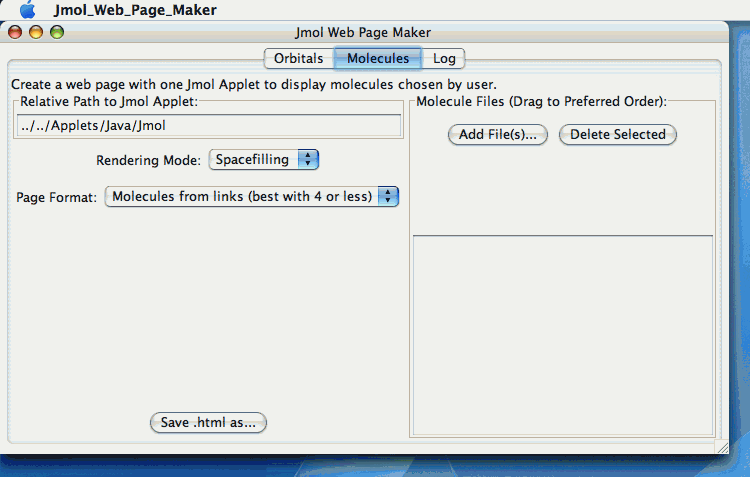 Jmol_Web_Page_Maker
Jmol Web Page Maker
Orbitals Molecules Log
Create a web page with one Jmol Applet to display molecules chosen by user.
Relative Path to Jmol Applet:
../../Applets/Java/Jmol
Rendering Mode: Spacefilling
Page Format: Molecules from links (best with 4 or less)
Save .html as...
Molecule Files (Drag to Preferred Order):
Add File(s)... Delete Selected